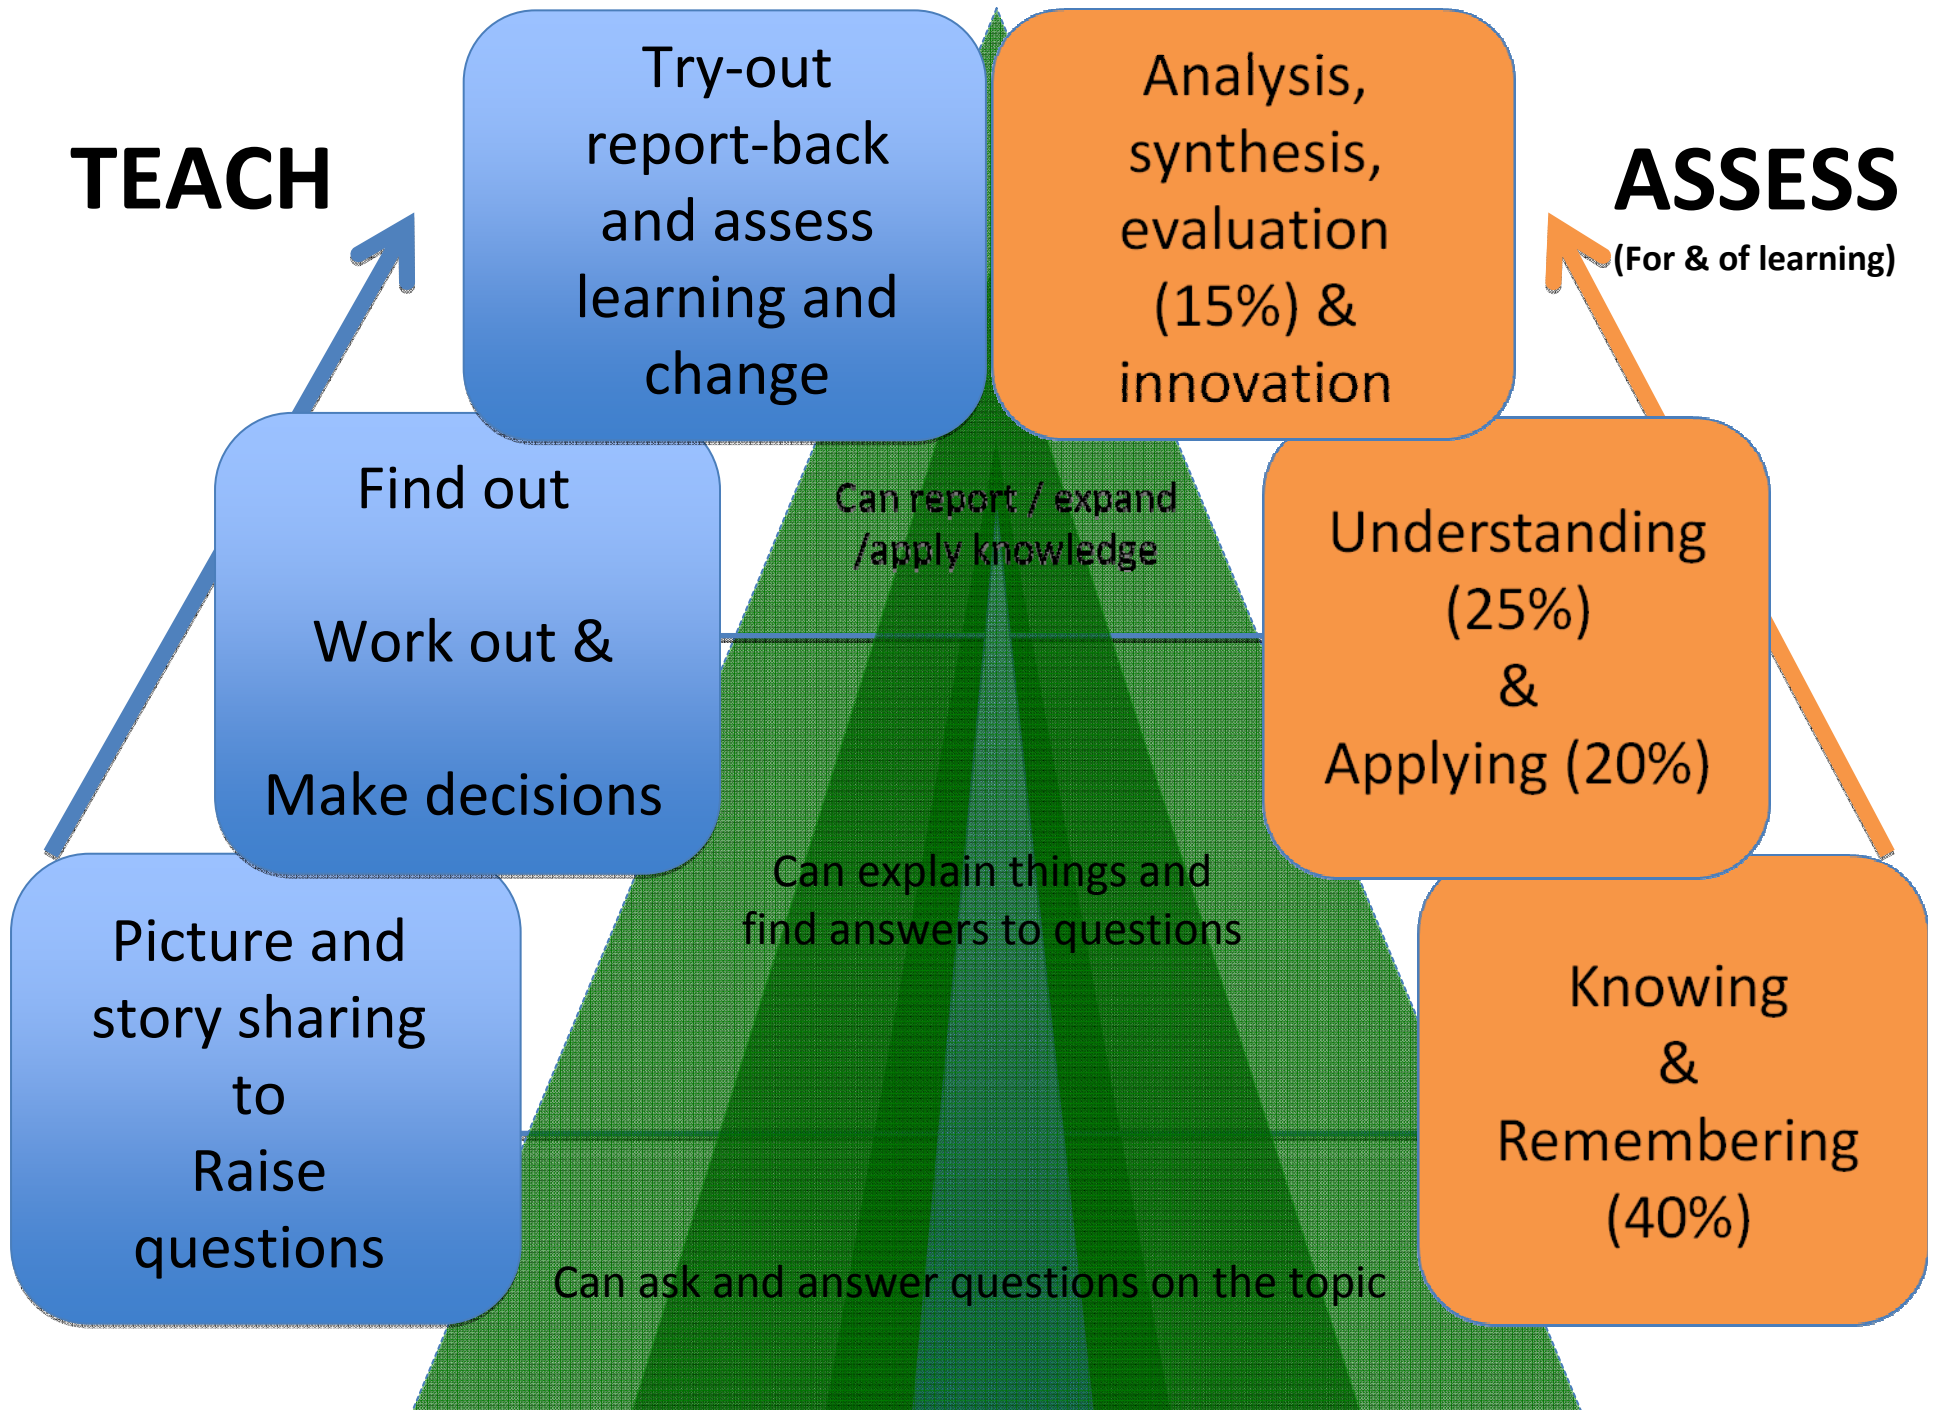 TEACH
Try-out
report-back
and assess
learning and
change
Analysis,
synthesis,
evaluation
(15%) &
innovation
ASSESS
(For & of learning)
Find out
Work out &
Make decisions
Can report / expand
/apply knowledge
Understanding
(25%)
&
Applying (20%)
Picture and
story sharing
to
Raise
questions
Can explain things and
find answers to questions
Can ask and answer questions on the topic
Knowing
&
Remembering
(40%)